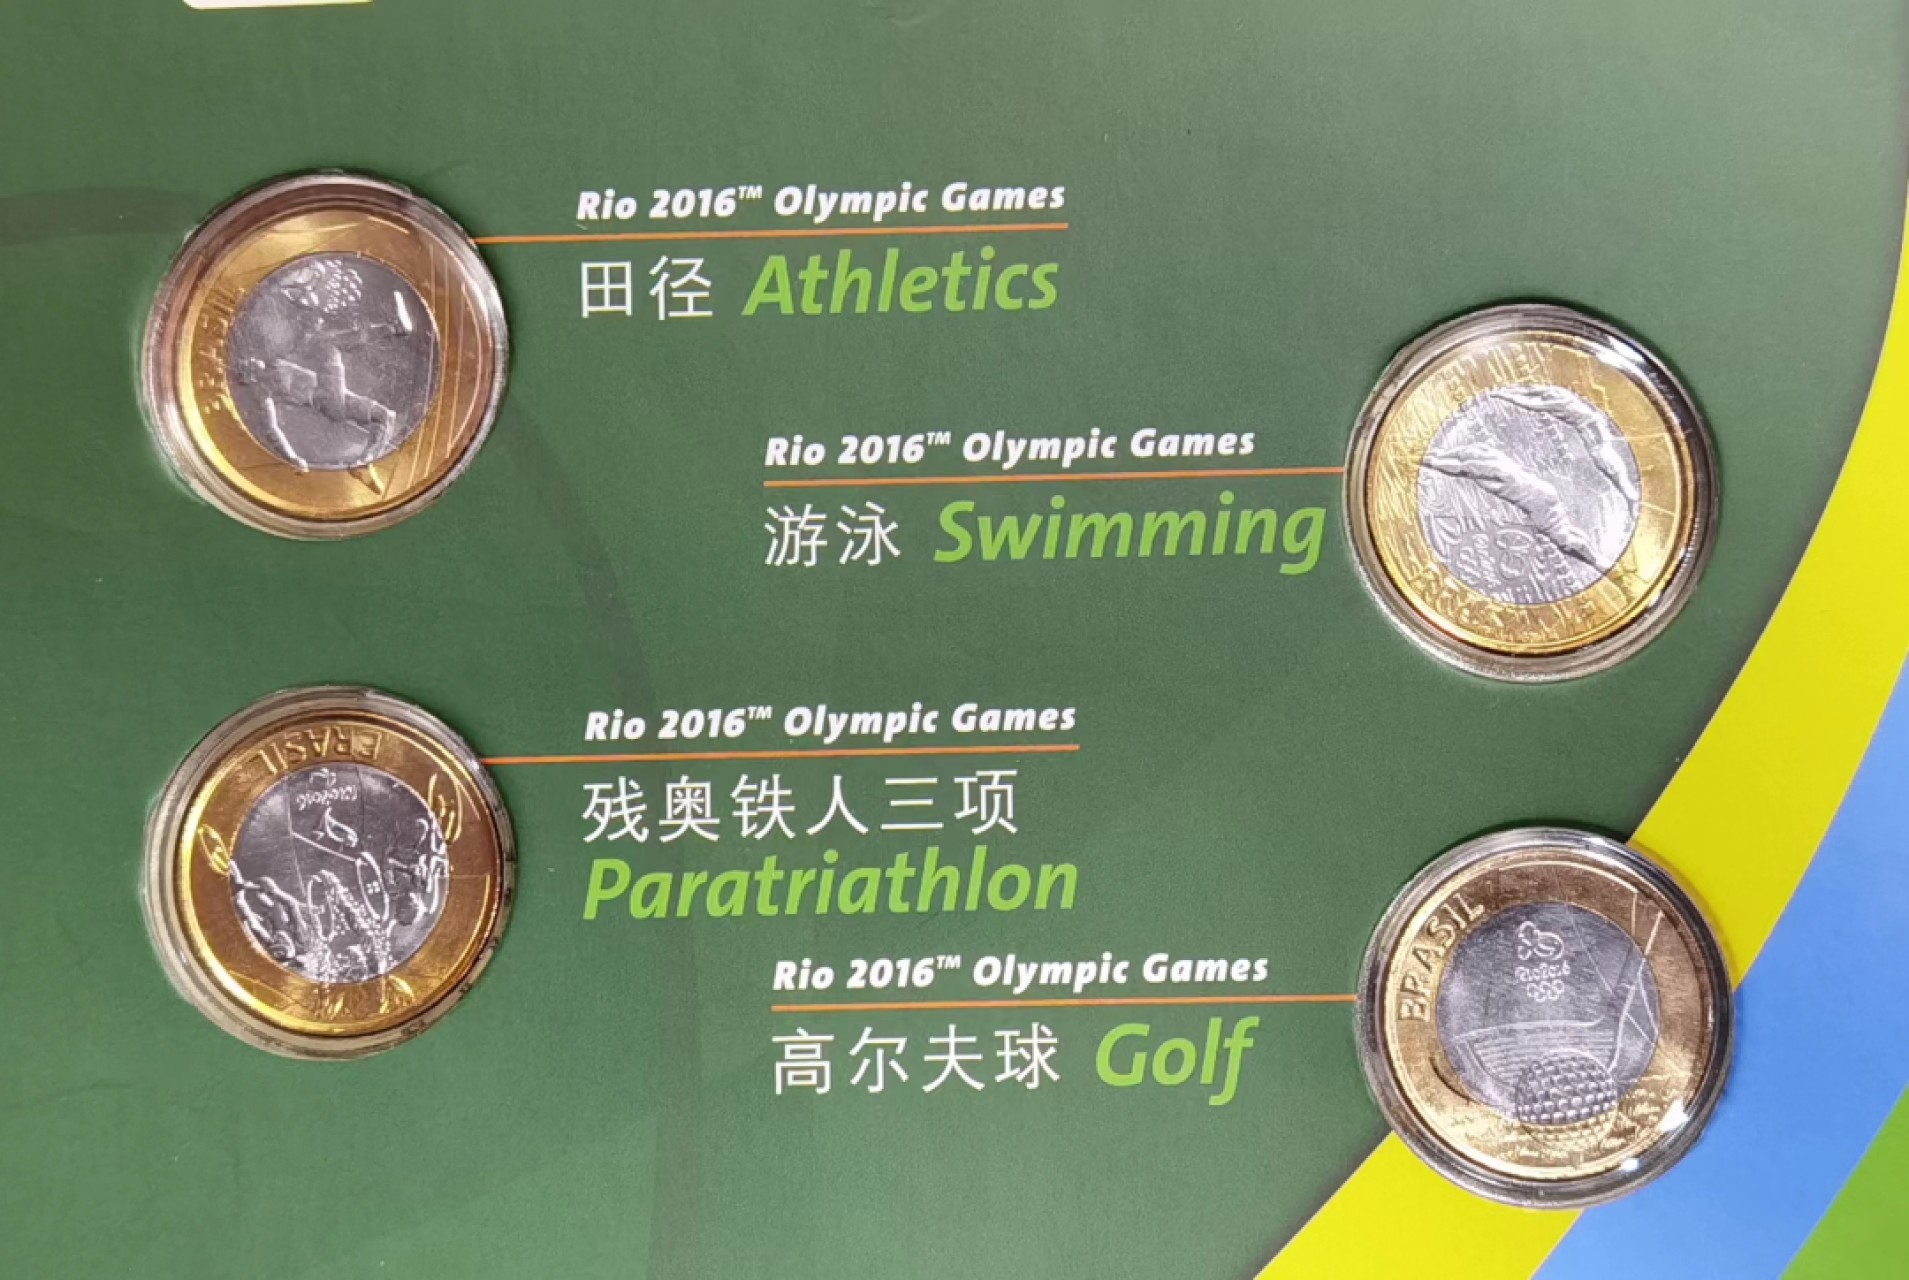 Rio 2016™ Olympic Games
田径 Athletics
BRASIL
Rio 2016™ Olympic Games
游泳 Swimming
Rio 2016™ Olympic Games
残奥铁人三项
Paratriathlon
BRASIL
Rio 2016™ Olympic Games
高尔夫球 Golf
BRASIL
Rio2016